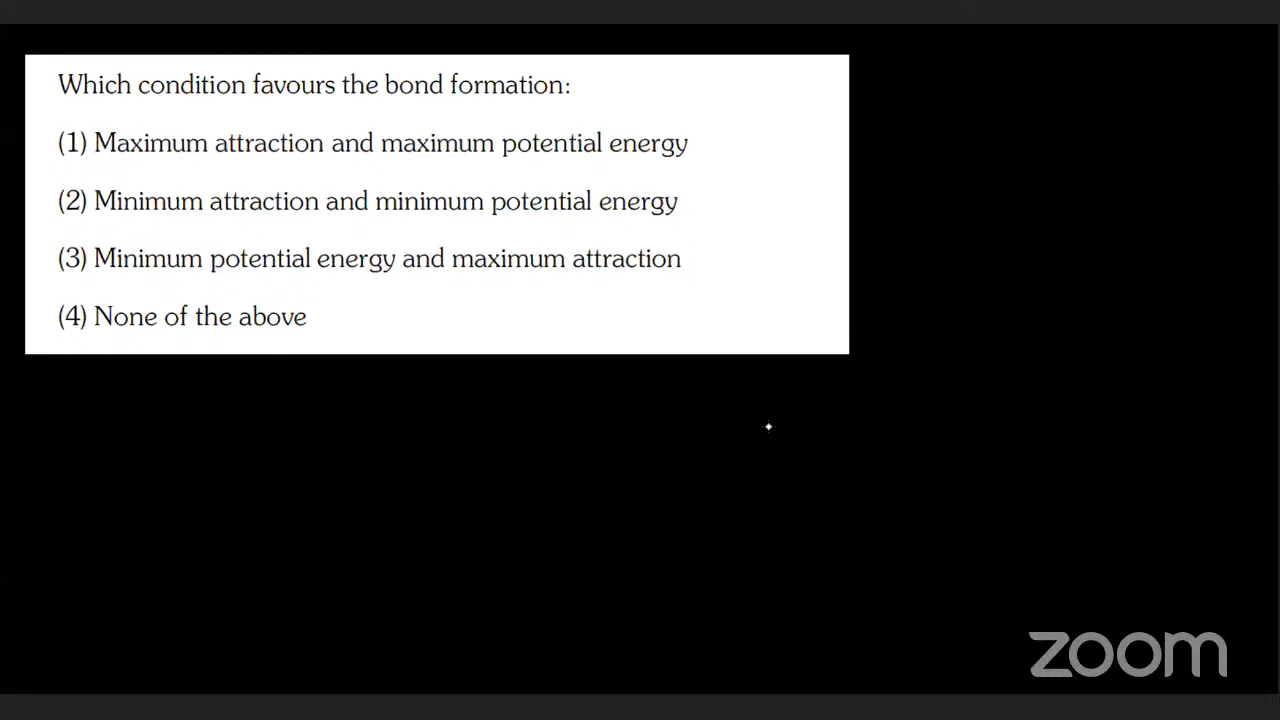 Which condition favours the bond formation:
(1) Maximum attraction and maximum potential energy
(2) Minimum attraction and minimum potential energy
(3) Minimum potential energy and maximum attraction
(4) None of the above
zoom